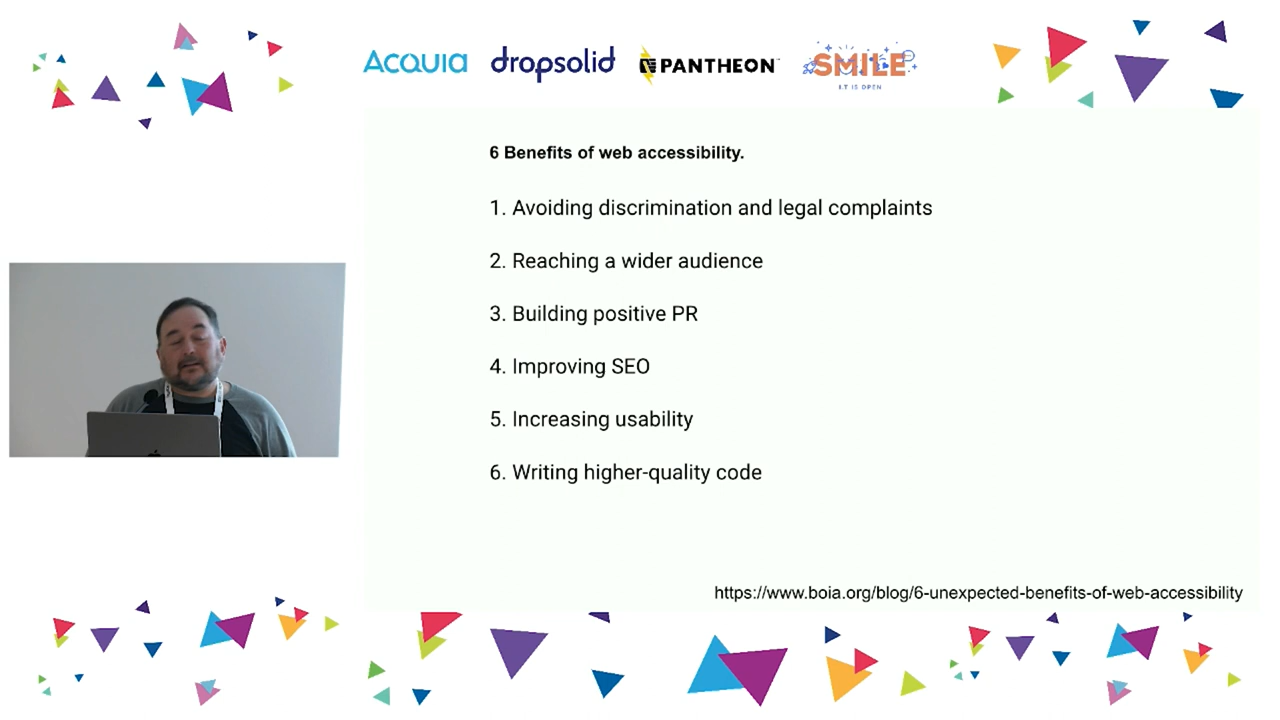 ACQUIA dropsolid PANTHEON SMILE
I.T IS OPEN
6 Benefits of web accessibility.
1. Avoiding discrimination and legal complaints
2. Reaching a wider audience
3. Building positive PR
4. Improving SEO
5. Increasing usability
6. Writing higher-quality code
https://www.boia.org/blog/6-unexpected-benefits-of-web-accessibility